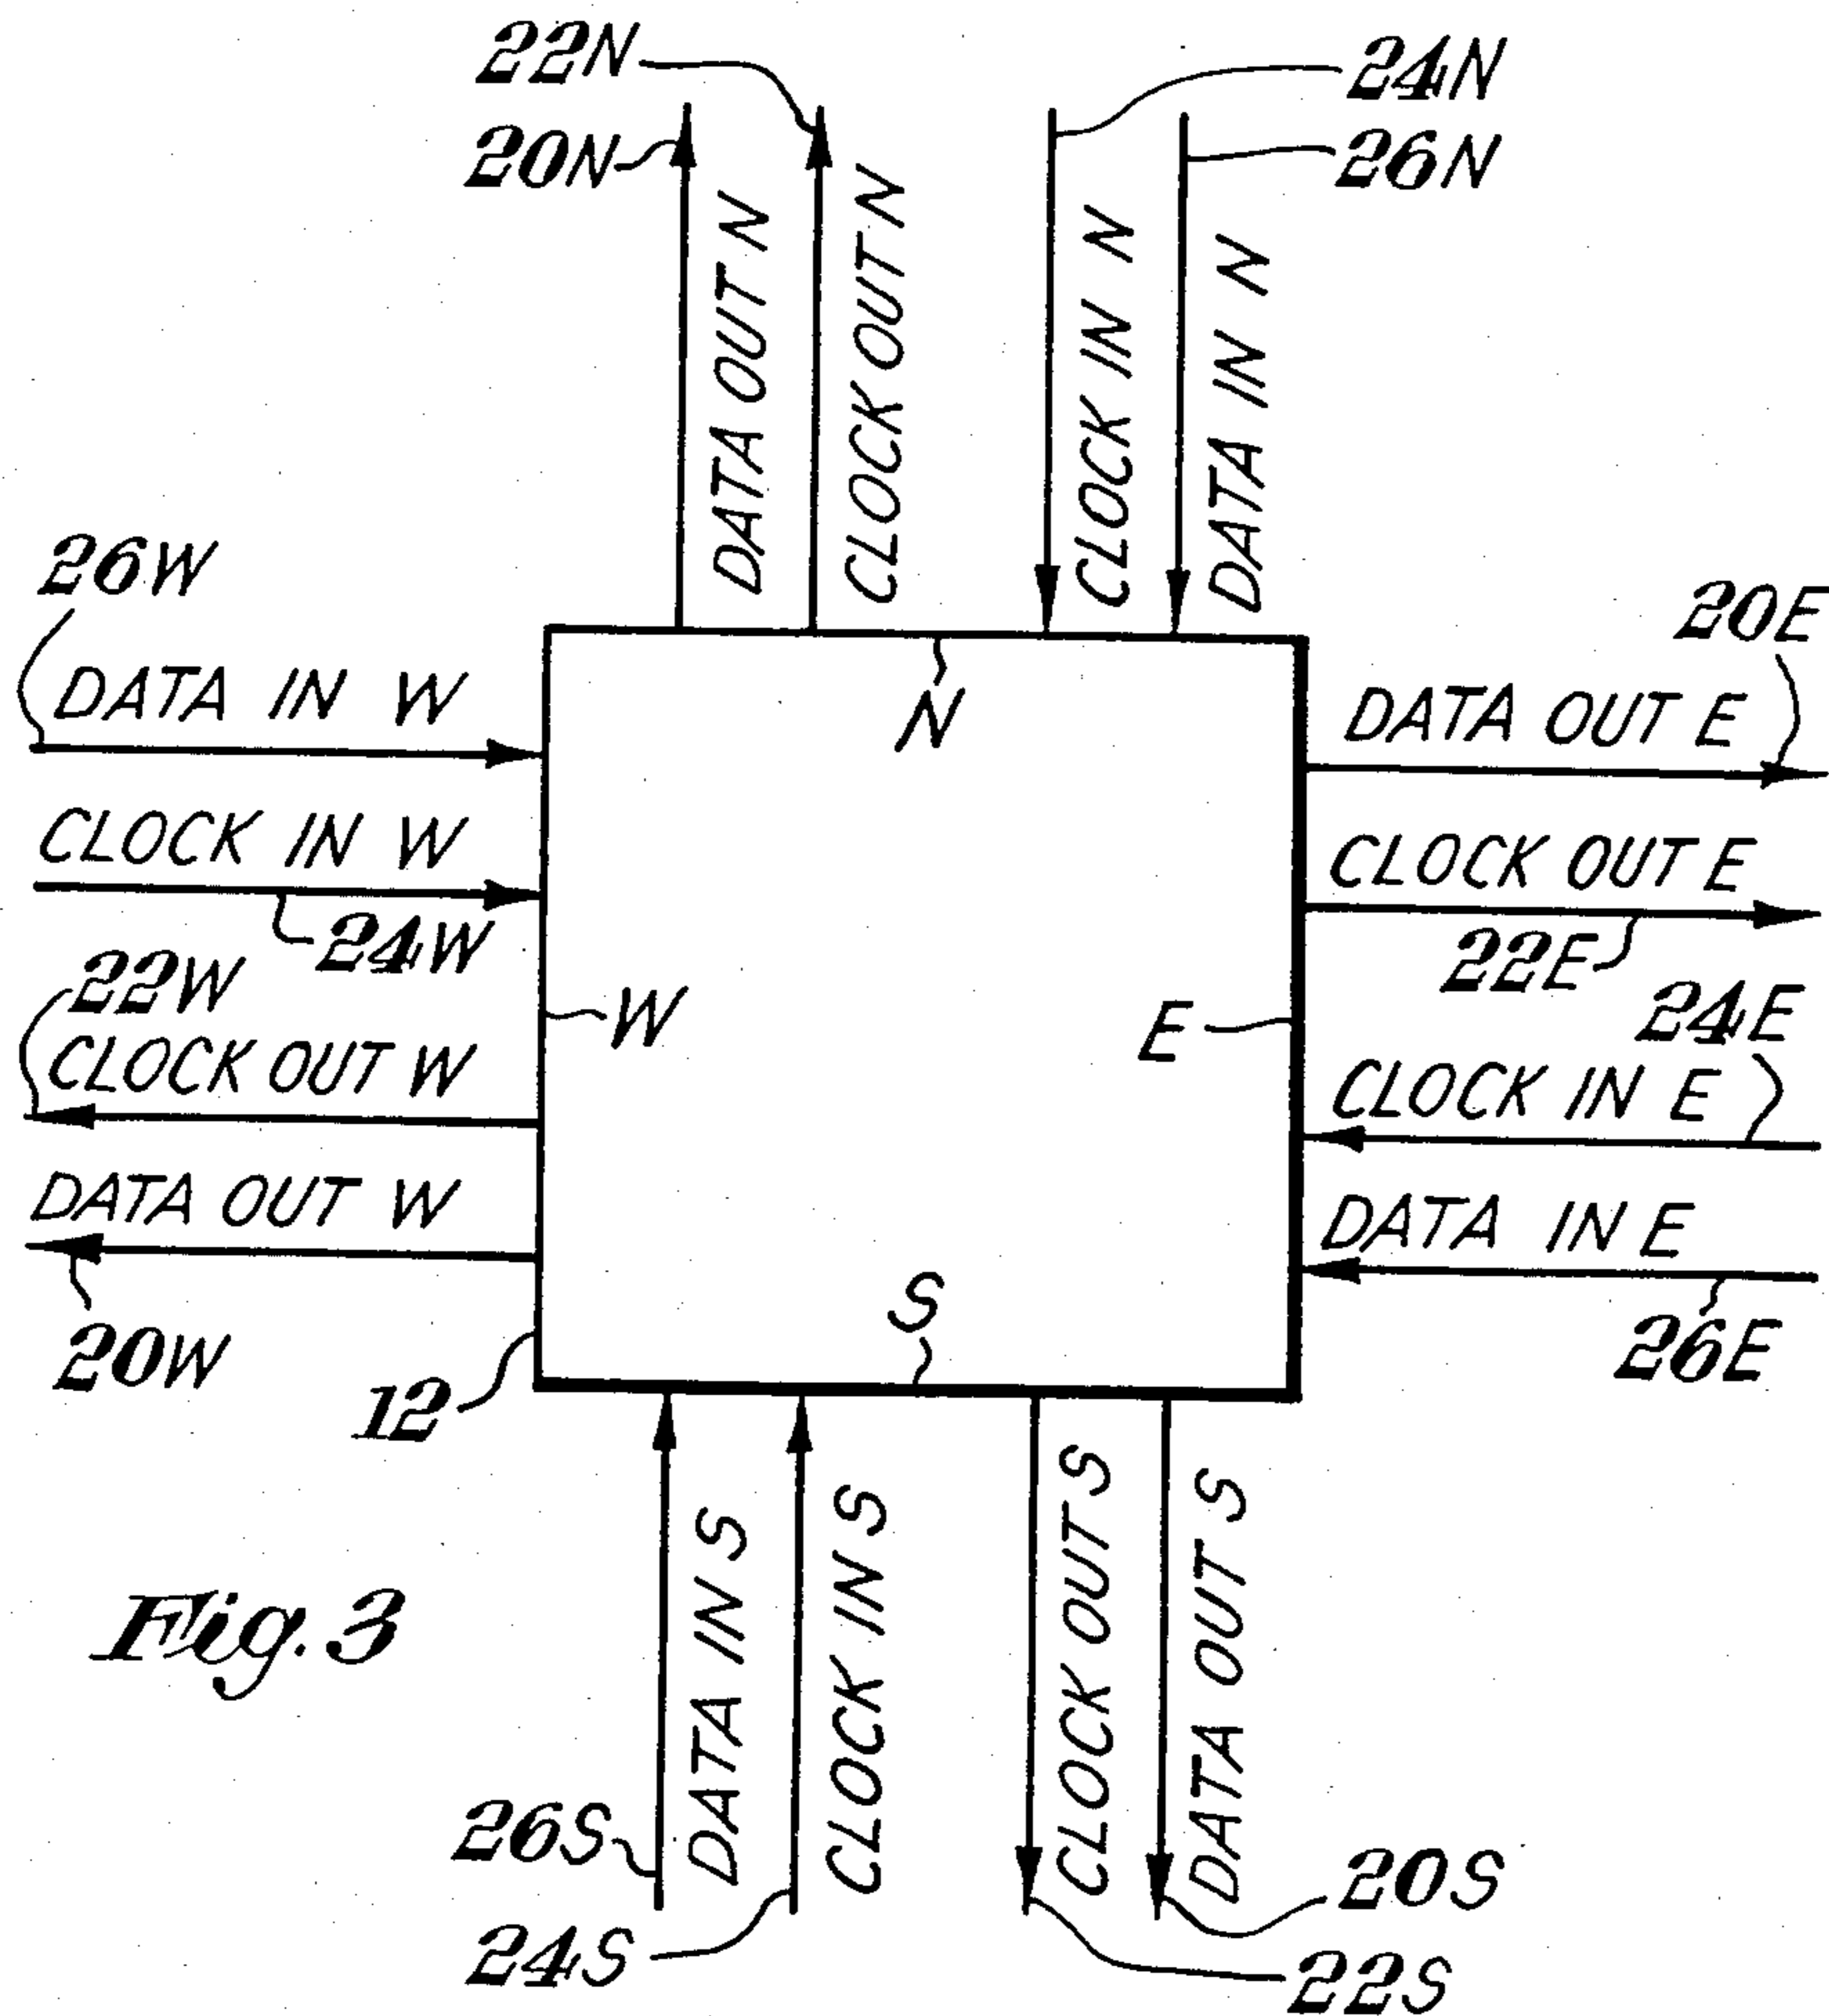 22N
24N
20N
26N
DATA OUT N
CLOCK OUT N
CLOCK IN N
DATA IN N
26W
20E
DATA IN W
N
DATA OUT E
CLOCK IN W
CLOCK OUT E
24W
22E
22W
W
E
24E
CLOCK OUT W
CLOCK IN E
DATA OUT W
DATA IN E
S
20W
26E
12
DATA IN S
CLOCK IN S
CLOCK OUT S
DATA OUT S
Fig. 3
26S
20S
24S
22S